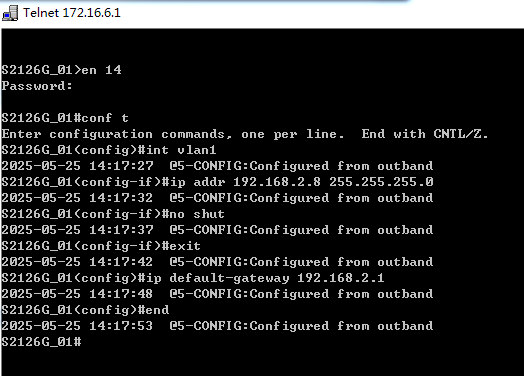 Telnet 172.16.6.1
S2126G_01>en 14
Password:
S2126G_01#conf t
Enter configuration commands, one per line.  End with CNTL/Z.
S2126G_01(config)#int vlan1
2025-05-25 14:17:27  @5-CONFIG:Configured from outband
S2126G_01(config-if)#ip addr 192.168.2.8 255.255.255.0
2025-05-25 14:17:32  @5-CONFIG:Configured from outband
S2126G_01(config-if)#no shut
2025-05-25 14:17:37  @5-CONFIG:Configured from outband
S2126G_01(config-if)#exit
2025-05-25 14:17:42  @5-CONFIG:Configured from outband
S2126G_01(config)#ip default-gateway 192.168.2.1
2025-05-25 14:17:48  @5-CONFIG:Configured from outband
S2126G_01(config)#end
2025-05-25 14:17:53  @5-CONFIG:Configured from outband
S2126G_01#